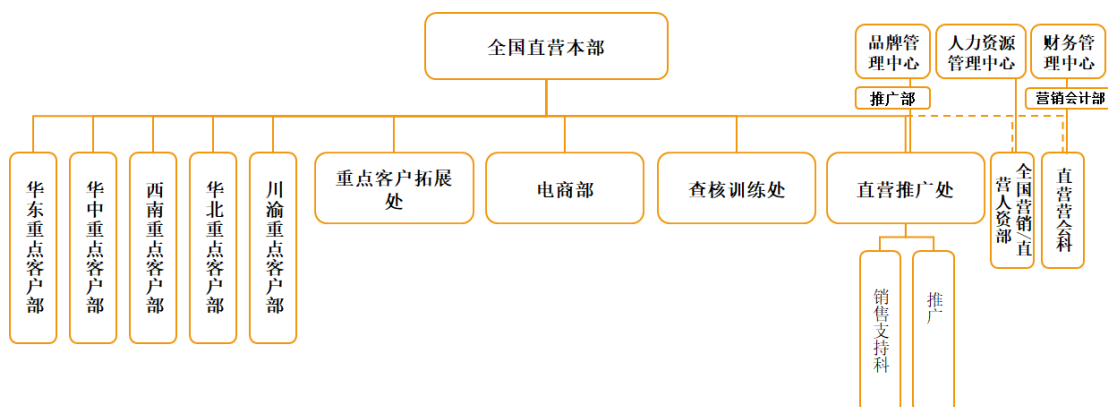 全国直营本部
品牌管
理中心
人力资源
管理中心
财务管
理中心
推广部
营销会计部
华东重点客户部
华中重点客户部
西南重点客户部
华北重点客户部
川渝重点客户部
重点客户拓展
处
电商部
查核训练处
直营推广处
全国营销/直
营人资部
直营营会科
销售支持科
推广